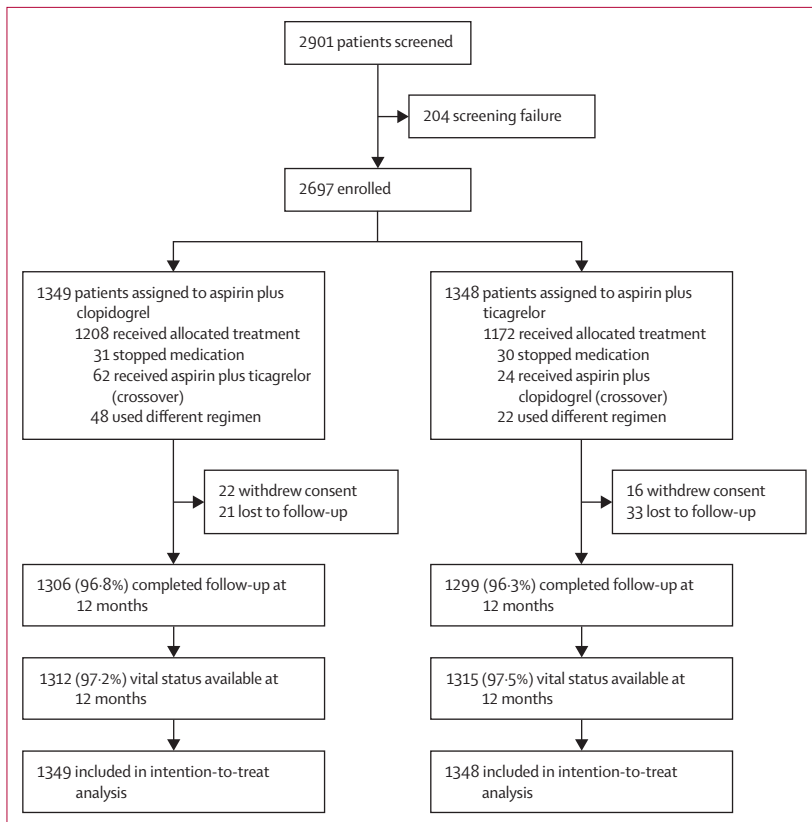 2901 patients screened
204 screening failure
2697 enrolled
1349 patients assigned to aspirin plus
clopidogrel
1208 received allocated treatment
31 stopped medication
62 received aspirin plus ticagrelor
(crossover)
48 used different regimen
1348 patients assigned to aspirin plus
ticagrelor
1172 received allocated treatment
30 stopped medication
24 received aspirin plus
clopidogrel (crossover)
22 used different regimen
22 withdrew consent
21 lost to follow-up
16 withdrew consent
33 lost to follow-up
1306 (96·8%) completed follow-up at
12 months
1299 (96·3%) completed follow-up at
12 months
1312 (97·2%) vital status available at
12 months
1315 (97·5%) vital status available at
12 months
1349 included in intention-to-treat
analysis
1348 included in intention-to-treat
analysis